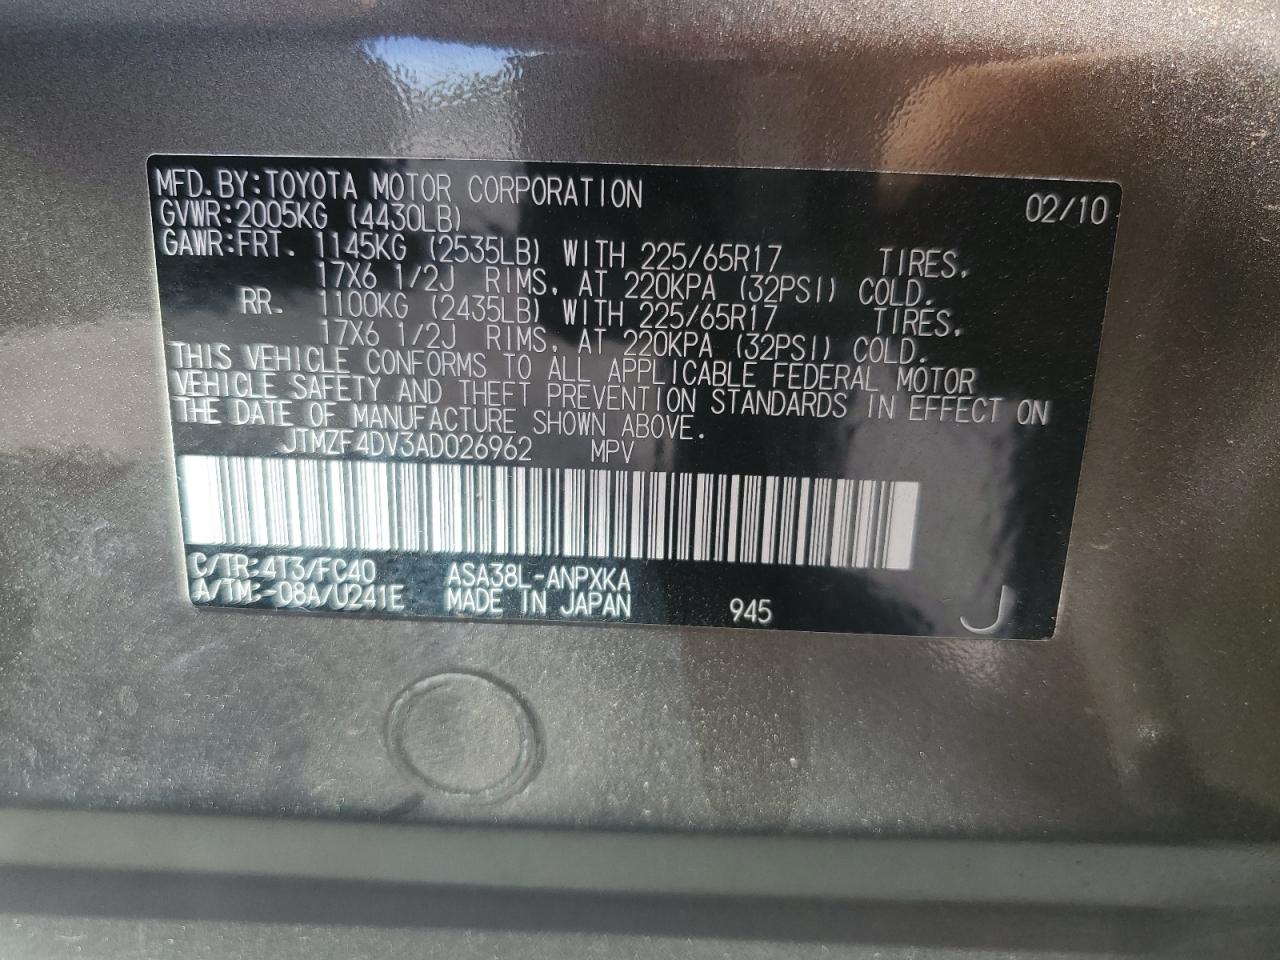 MFD.BY:TOYOTA MOTOR CORPORATION 02/10
GVWR:2005KG (4430LB)
GAWR:FRT. 1145KG (2535LB) WITH 225/65R17 TIRES,
17X6 1/2J RIMS, AT 220KPA (32PSI) COLD.
RR. 1100KG (2435LB) WITH 225/65R17 TIRES,
17X6 1/2J RIMS, AT 220KPA (32PSI) COLD.
THIS VEHICLE CONFORMS TO ALL APPLICABLE FEDERAL MOTOR
VEHICLE SAFETY AND THEFT PREVENTION STANDARDS IN EFFECT ON
THE DATE OF MANUFACTURE SHOWN ABOVE.
JTMZF4DV3AD026962 MPV
C/TR:4T3/FC40 ASA38L-ANPXKA
A/TM:-08A/U241E MADE IN JAPAN 945 J